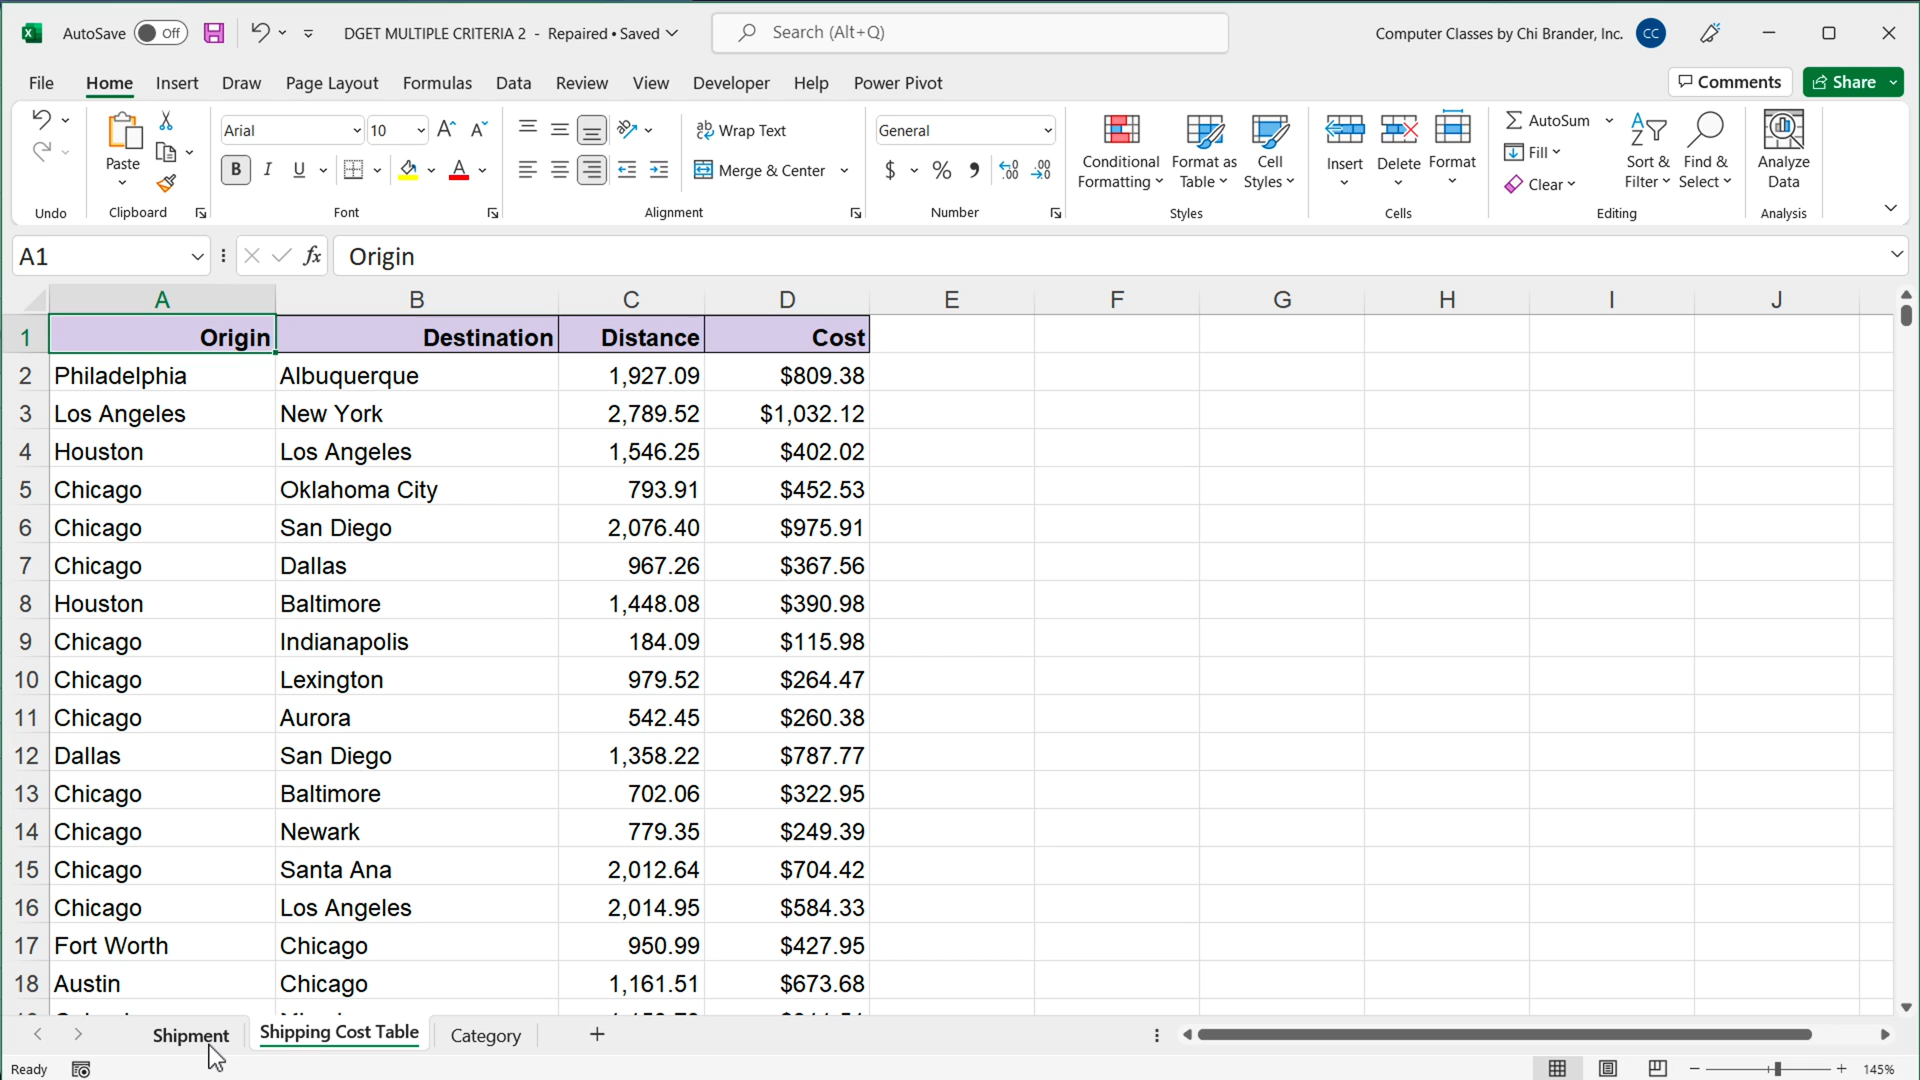 AutoSave Off DGET MULTIPLE CRITERIA 2 - Repaired • Saved Search (Alt+Q) Computer Classes by Chi Brander, Inc. CC
File Home Insert Draw Page Layout Formulas Data Review View Developer Help Power Pivot Comments Share
Arial 10 Wrap Text General AutoSum
Paste B I U Merge & Center $ % Conditional Formatting Format as Table Cell Styles Insert Delete Format Fill Sort & Filter Find & Select Analyze Data
Clear
Undo Clipboard Font Alignment Number Styles Cells Editing Analysis
A1 fx Origin
A B C D E F G H I J
1 Origin Destination Distance Cost
2 Philadelphia Albuquerque 1,927.09 $809.38
3 Los Angeles New York 2,789.52 $1,032.12
4 Houston Los Angeles 1,546.25 $402.02
5 Chicago Oklahoma City 793.91 $452.53
6 Chicago San Diego 2,076.40 $975.91
7 Chicago Dallas 967.26 $367.56
8 Houston Baltimore 1,448.08 $390.98
9 Chicago Indianapolis 184.09 $115.98
10 Chicago Lexington 979.52 $264.47
11 Chicago Aurora 542.45 $260.38
12 Dallas San Diego 1,358.22 $787.77
13 Chicago Baltimore 702.06 $322.95
14 Chicago Newark 779.35 $249.39
15 Chicago Santa Ana 2,012.64 $704.42
16 Chicago Los Angeles 2,014.95 $584.33
17 Fort Worth Chicago 950.99 $427.95
18 Austin Chicago 1,161.51 $673.68
Shipment Shipping Cost Table Category
Ready 145%